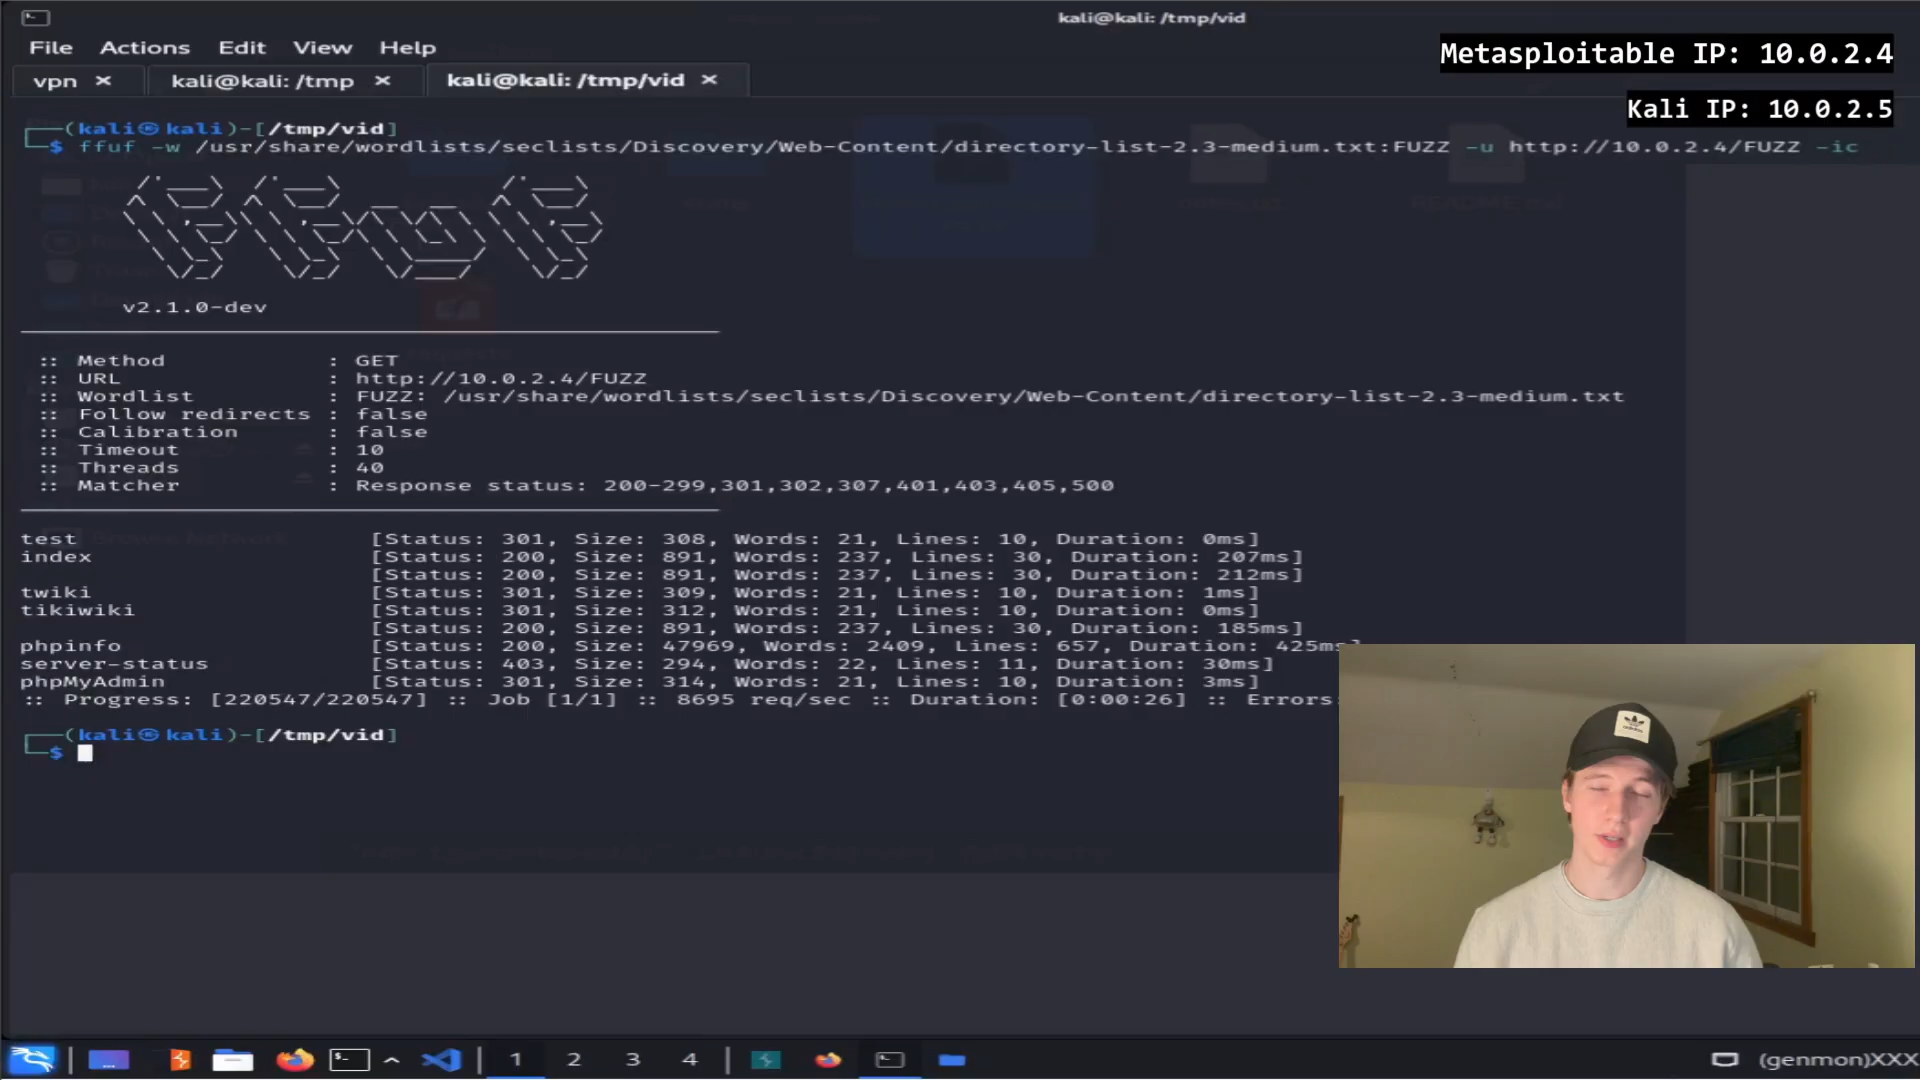 kali@kali: /tmp/vid
File Actions Edit View Help
Metasploitable IP: 10.0.2.4
vpn × kali@kali: /tmp × kali@kali: /tmp/vid ×
Kali IP: 10.0.2.5
(kali㉿kali)-[/tmp/vid]
$ ffuf -w /usr/share/wordlists/seclists/Discovery/Web-Content/directory-list-2.3-medium.txt:FUZZ -u http://10.0.2.4/FUZZ -ic
v2.1.0-dev
:: Method : GET
:: URL : http://10.0.2.4/FUZZ
:: Wordlist : FUZZ: /usr/share/wordlists/seclists/Discovery/Web-Content/directory-list-2.3-medium.txt
:: Follow redirects : false
:: Calibration : false
:: Timeout : 10
:: Threads : 40
:: Matcher : Response status: 200-299,301,302,307,401,403,405,500
test [Status: 301, Size: 308, Words: 21, Lines: 10, Duration: 0ms]
index [Status: 200, Size: 891, Words: 237, Lines: 30, Duration: 207ms]
[Status: 200, Size: 891, Words: 237, Lines: 30, Duration: 212ms]
twiki [Status: 301, Size: 309, Words: 21, Lines: 10, Duration: 1ms]
tikiwiki [Status: 301, Size: 312, Words: 21, Lines: 10, Duration: 0ms]
[Status: 200, Size: 891, Words: 237, Lines: 30, Duration: 185ms]
phpinfo [Status: 200, Size: 47969, Words: 2409, Lines: 657, Duration: 425ms]
server-status [Status: 403, Size: 294, Words: 22, Lines: 11, Duration: 30ms]
phpMyAdmin [Status: 301, Size: 314, Words: 21, Lines: 10, Duration: 3ms]
:: Progress: [220547/220547] :: Job [1/1] :: 8695 req/sec :: Duration: [0:00:26] :: Errors:
(kali㉿kali)-[/tmp/vid]
$
1 2 3 4
(genmon)XXX